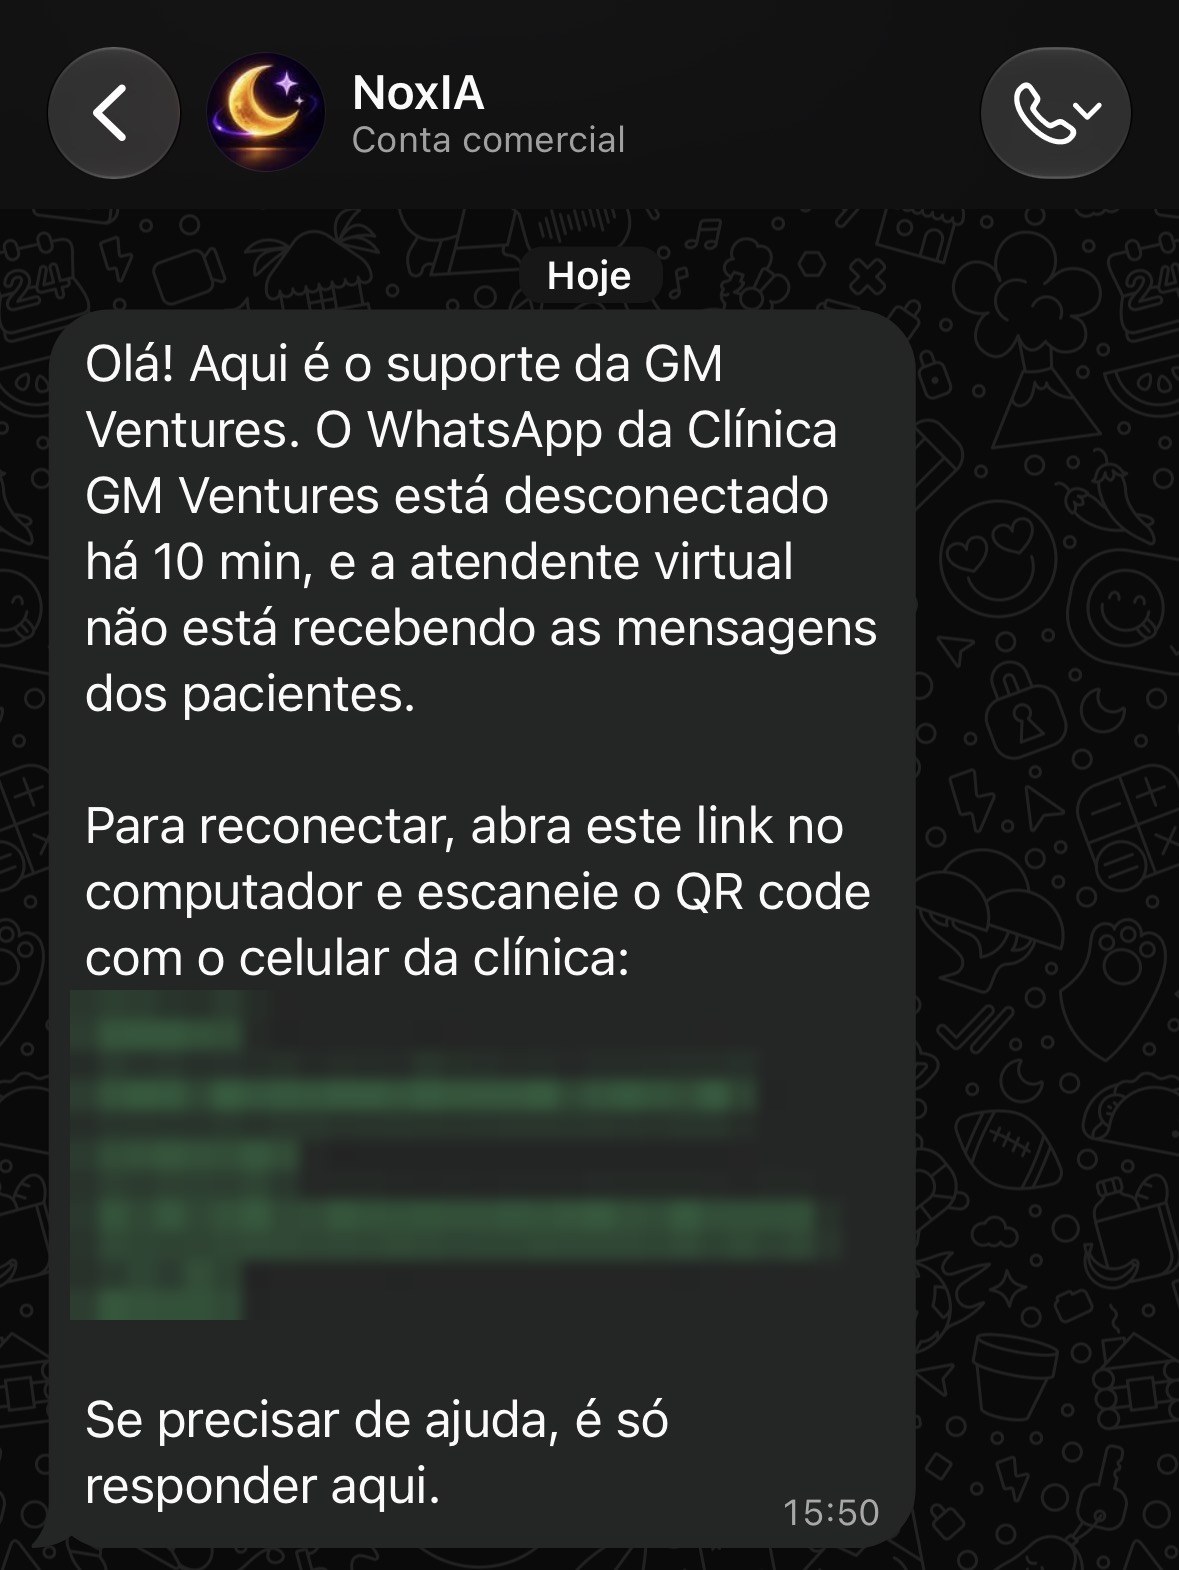 NoxIA
Conta comercial
Hoje
Olá! Aqui é o suporte da GM
Ventures. O WhatsApp da Clínica
GM Ventures está desconectado
há 10 min, e a atendente virtual
não está recebendo as mensagens
dos pacientes.
Para reconectar, abra este link no
computador e escaneie o QR code
com o celular da clínica:
Se precisar de ajuda, é só
responder aqui.
15:50